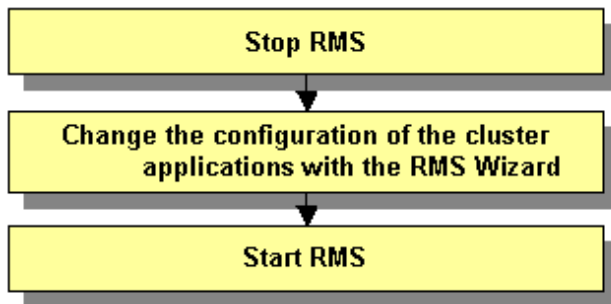 Stop RMS
Change the configuration of the cluster
applications with the RMS Wizard
Start RMS